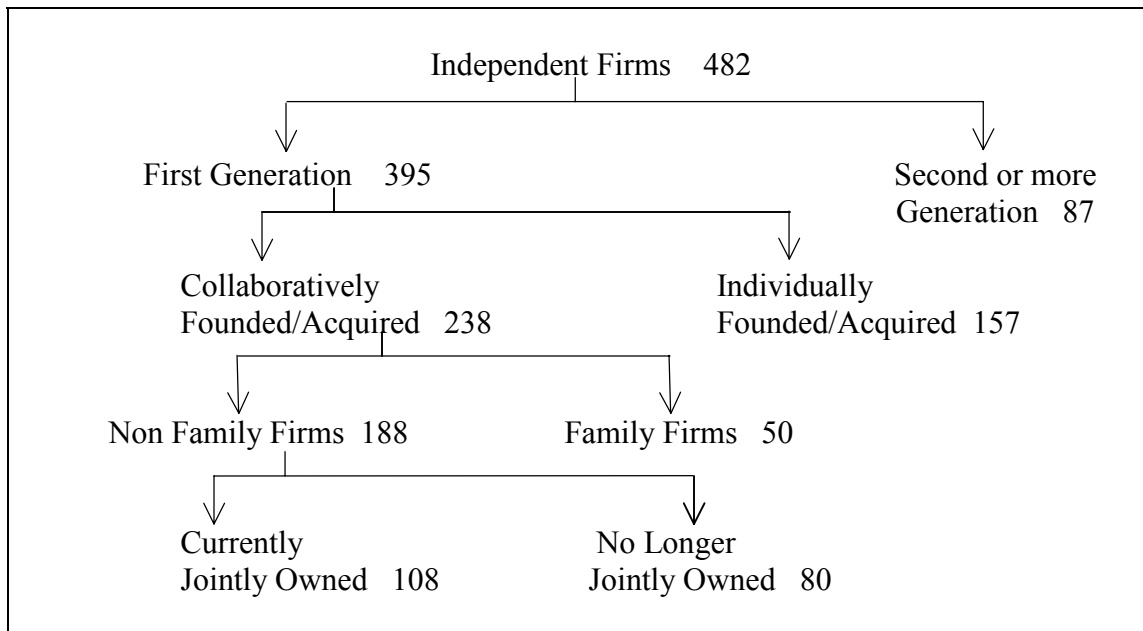 Independent Firms 482
First Generation 395
Second or more
Generation 87
Collaboratively
Founded/Acquired 238
Individually
Founded/Acquired 157
Non Family Firms 188
Family Firms 50
Currently
Jointly Owned 108
No Longer
Jointly Owned 80